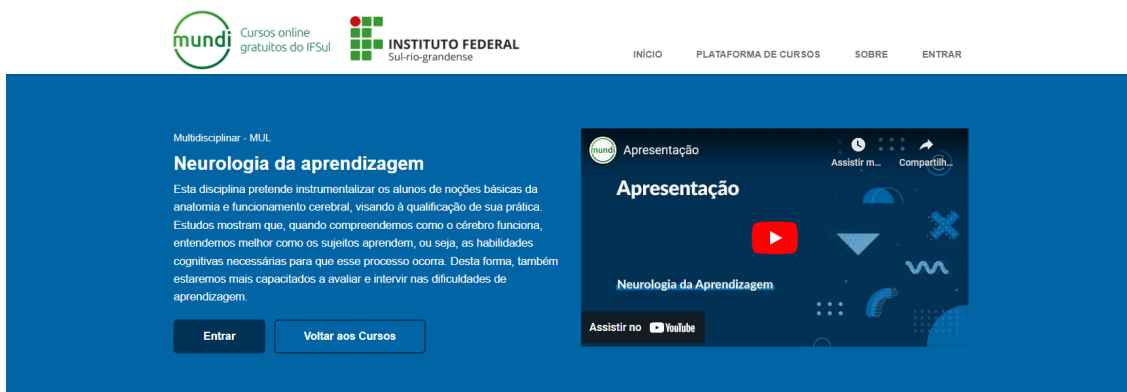 mundi
Cursos online
gratuitos do IFSul
INSTITUTO FEDERAL
Sul-rio-grandense
INÍCIO
PLATAFORMA DE CURSOS
SOBRE
ENTRAR
Multidisciplinar - MUL
Neurologia da aprendizagem
Esta disciplina pretende instrumentalizar os alunos de noções básicas da
anatomia e funcionamento cerebral, visando à qualificação de sua prática.
Estudos mostram que, quando compreendemos como o cérebro funciona,
entendemos melhor como os sujeitos aprendem, ou seja, as habilidades
cognitivas necessárias para que esse processo ocorra. Desta forma, também
estaremos mais capacitados a avaliar e intervir nas dificuldades de
aprendizagem.
Entrar
Voltar aos Cursos
mundi
Apresentação
Assistir m...
Compartilh...
Apresentação
Neurologia da Aprendizagem
Assistir no YouTube